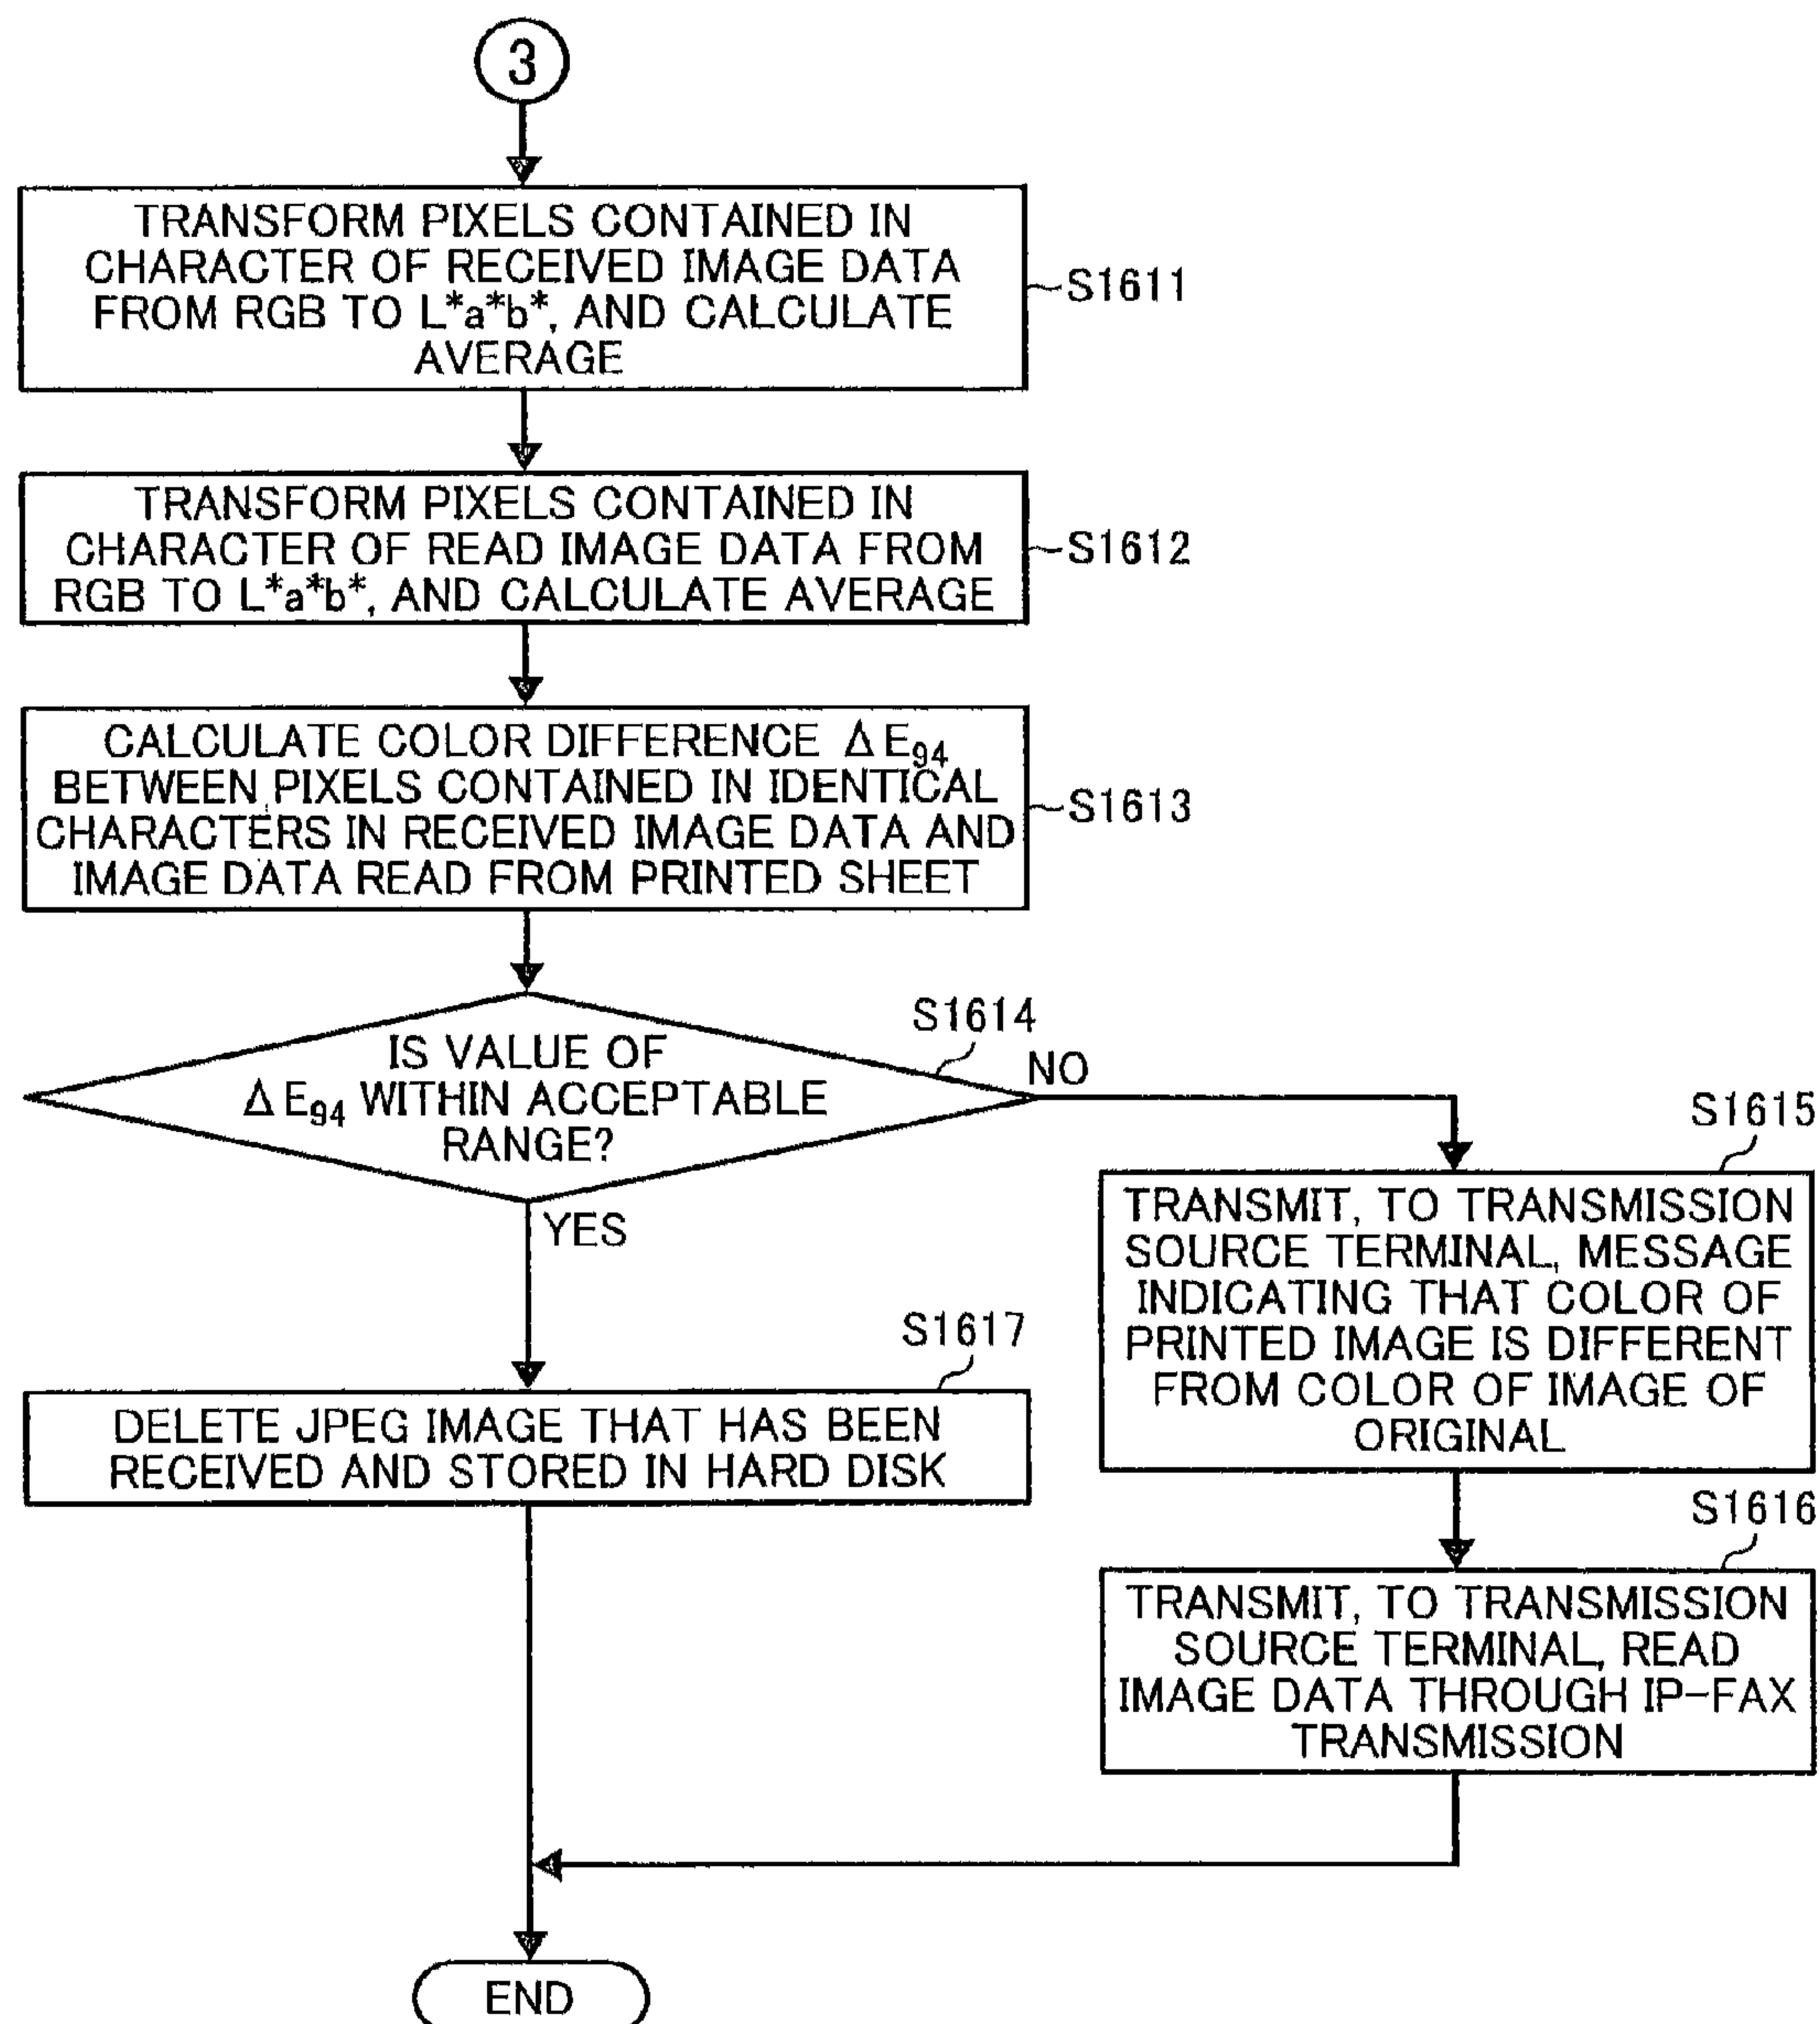 3
TRANSFORM PIXELS CONTAINED IN
CHARACTER OF RECEIVED IMAGE DATA
FROM RGB TO L*a*b*, AND CALCULATE
AVERAGE
S1611
TRANSFORM PIXELS CONTAINED IN
CHARACTER OF READ IMAGE DATA FROM
RGB TO L*a*b*, AND CALCULATE AVERAGE
S1612
CALCULATE COLOR DIFFERENCE ΔE94
BETWEEN PIXELS CONTAINED IN IDENTICAL
CHARACTERS IN RECEIVED IMAGE DATA AND
IMAGE DATA READ FROM PRINTED SHEET
S1613
S1614
IS VALUE OF
ΔE94 WITHIN ACCEPTABLE
RANGE?
NO
YES
S1615
TRANSMIT, TO TRANSMISSION
SOURCE TERMINAL, MESSAGE
INDICATING THAT COLOR OF
PRINTED IMAGE IS DIFFERENT
FROM COLOR OF IMAGE OF
ORIGINAL
S1617
DELETE JPEG IMAGE THAT HAS BEEN
RECEIVED AND STORED IN HARD DISK
S1616
TRANSMIT, TO TRANSMISSION
SOURCE TERMINAL, READ
IMAGE DATA THROUGH IP-FAX
TRANSMISSION
END